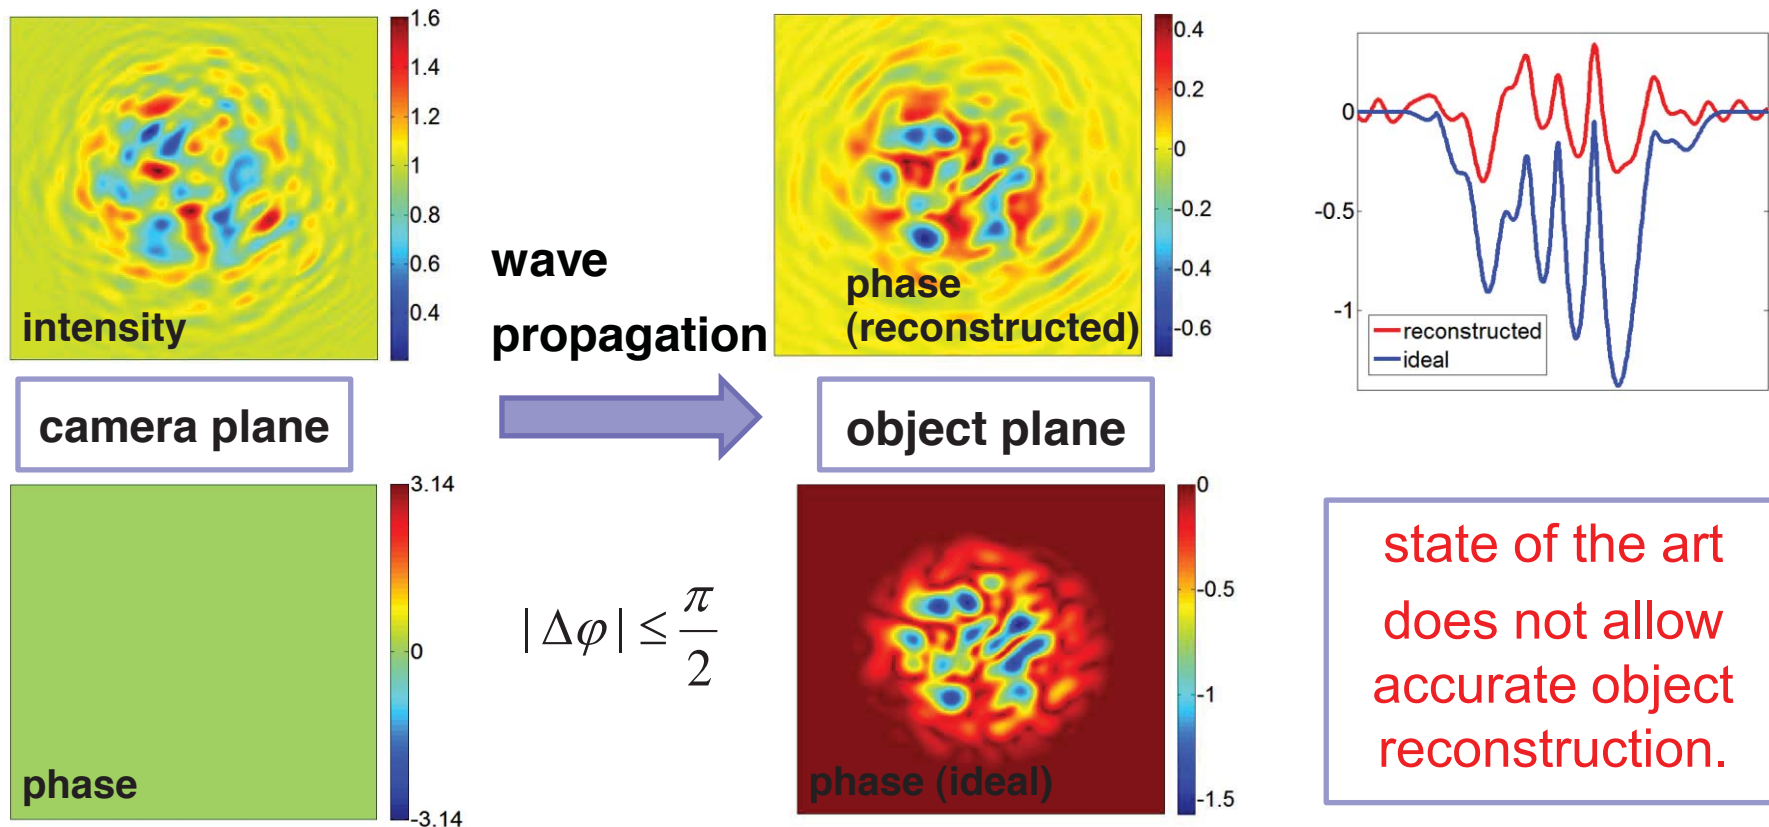 1.6
1.4
1.2
1
0.8
0.6
0.4
intensity
camera plane
3.14
0
-3.14
phase
wave
propagation
|Δφ| ≤ π/2
0.4
0.2
0
-0.2
-0.4
-0.6
phase
(reconstructed)
object plane
0
-0.5
-1
-1.5
phase (ideal)
0
-0.5
-1
reconstructed
ideal
state of the art
does not allow
accurate object
reconstruction.